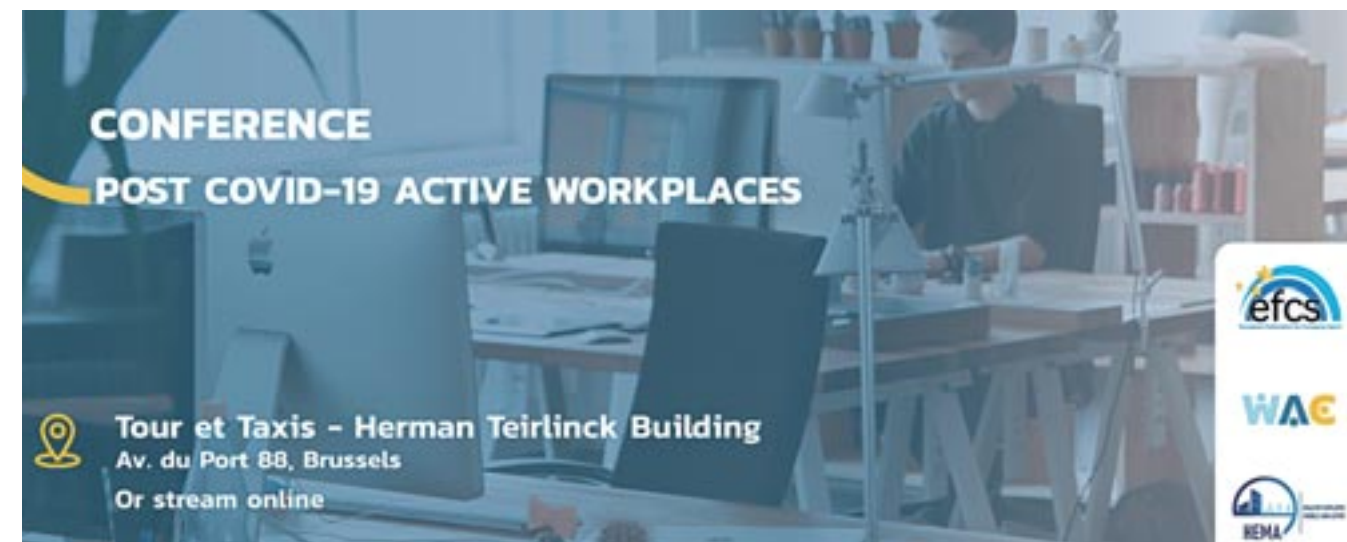 CONFERENCE
POST COVID-19 ACTIVE WORKPLACES
Tour et Taxis - Herman Teirlinck Building
Av. du Port 88, Brussels
Or stream online
efcs
WAC
HEMA